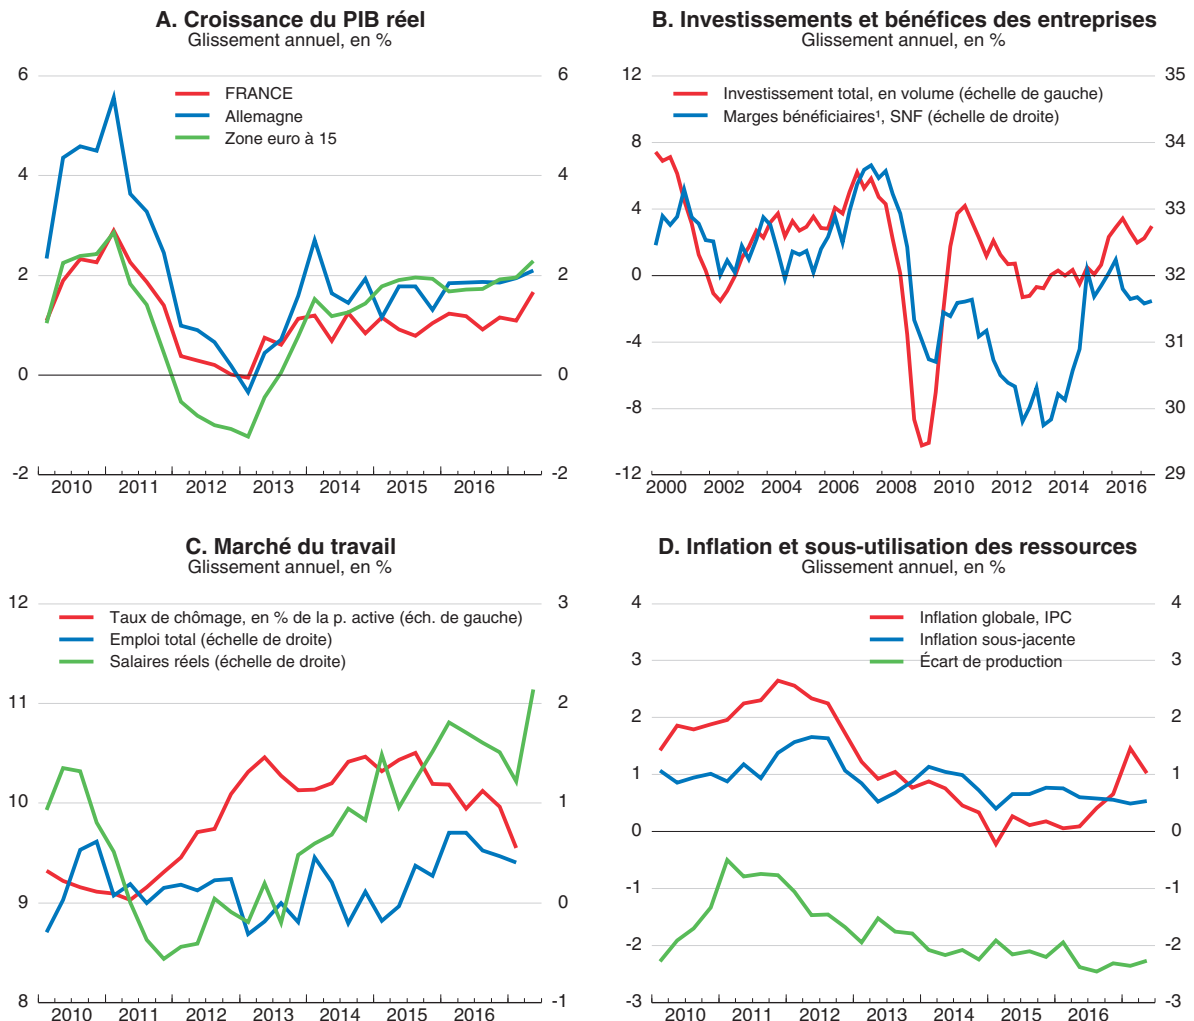 A. Croissance du PIB réel
Glissement annuel, en %
6 6
FRANCE
Allemagne
Zone euro à 15
4 4
2 2
0 0
-2 -2
2010 2011 2012 2013 2014 2015 2016
B. Investissements et bénéfices des entreprises
Glissement annuel, en %
12 35
Investissement total, en volume (échelle de gauche)
Marges bénéficiaires¹, SNF (échelle de droite)
8 34
4 33
0 32
-4 31
-8 30
-12 29
2000 2002 2004 2006 2008 2010 2012 2014 2016
C. Marché du travail
Glissement annuel, en %
12 3
Taux de chômage, en % de la p. active (éch. de gauche)
Emploi total (échelle de droite)
Salaires réels (échelle de droite)
11 2
10 1
9 0
8 -1
2010 2011 2012 2013 2014 2015 2016
D. Inflation et sous-utilisation des ressources
Glissement annuel, en %
4 4
Inflation globale, IPC
Inflation sous-jacente
Écart de production
3 3
2 2
1 1
0 0
-1 -1
-2 -2
-3 -3
2010 2011 2012 2013 2014 2015 2016